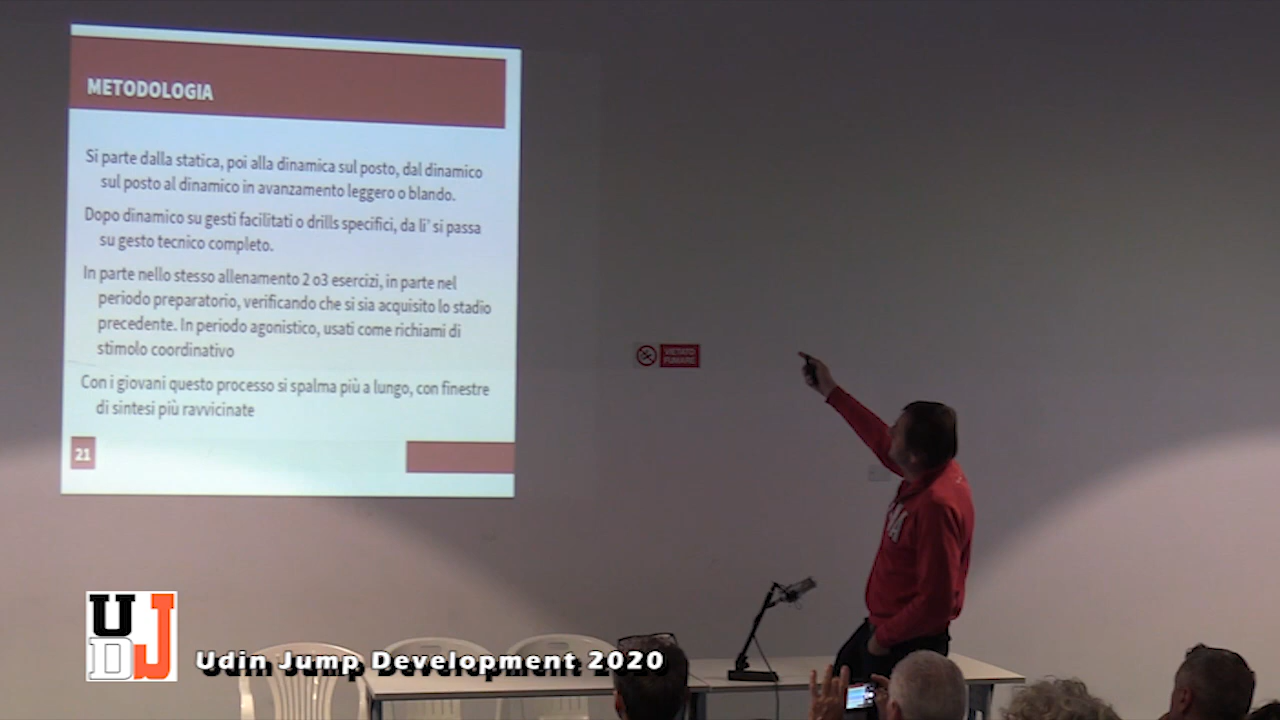 METODOLOGIA
Si parte dalla statica, poi alla dinamica sul posto, dal dinamico
sul posto al dinamico in avanzamento leggero o blando.
Dopo dinamico su gesti facilitati o drills specifici, da li' si passa
su gesto tecnico completo.
In parte nello stesso allenamento 2 o3 esercizi, in parte nel
periodo preparatorio, verificando che si sia acquisito lo stadio
precedente. In periodo agonistico, usati come richiami di
stimolo coordinativo
Con i giovani questo processo si spalma più a lungo, con finestre
di sintesi più ravvicinate
21
VIETATO
FUMARE
UDJ
Udin Jump Development 2020